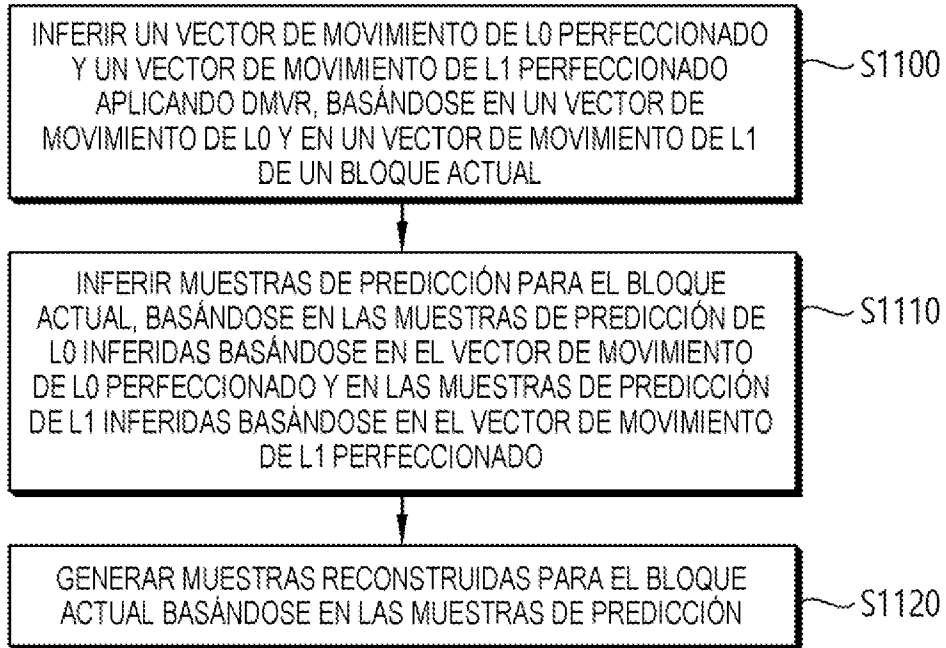 INFERIR UN VECTOR DE MOVIMIENTO DE L0 PERFECCIONADO
Y UN VECTOR DE MOVIMIENTO DE L1 PERFECCIONADO
APLICANDO DMVR, BASÁNDOSE EN UN VECTOR DE
MOVIMIENTO DE L0 Y EN UN VECTOR DE MOVIMIENTO DE L1
DE UN BLOQUE ACTUAL
S1100
INFERIR MUESTRAS DE PREDICCIÓN PARA EL BLOQUE
ACTUAL, BASÁNDOSE EN LAS MUESTRAS DE PREDICCIÓN DE
L0 INFERIDAS BASÁNDOSE EN EL VECTOR DE MOVIMIENTO
DE L0 PERFECCIONADO Y EN LAS MUESTRAS DE PREDICCIÓN
DE L1 INFERIDAS BASÁNDOSE EN EL VECTOR DE MOVIMIENTO
DE L1 PERFECCIONADO
S1110
GENERAR MUESTRAS RECONSTRUIDAS PARA EL BLOQUE
ACTUAL BASÁNDOSE EN LAS MUESTRAS DE PREDICCIÓN
S1120